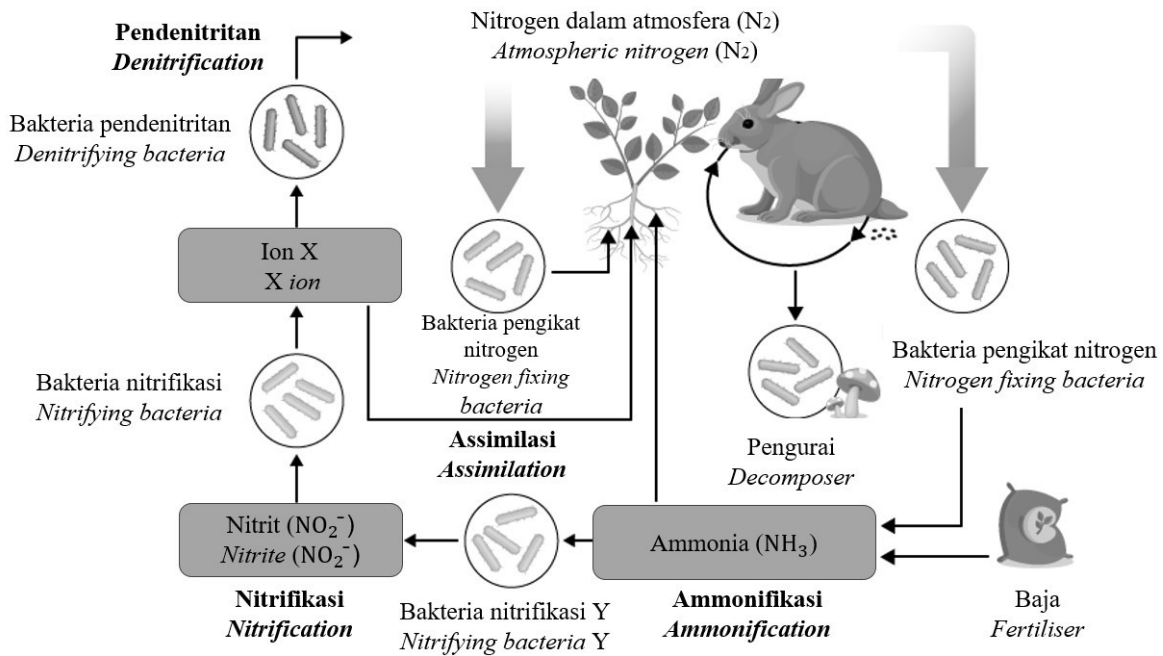 Pendenitritan
Denitrification
Nitrogen dalam atmosfera (N₂)
Atmospheric nitrogen (N₂)
Bakteria pendenitritan
Denitrifying bacteria
Ion X
X ion
Bakteria pengikat
nitrogen
Nitrogen fixing
bacteria
Bakteria pengikat nitrogen
Nitrogen fixing bacteria
Bakteria nitrifikasi
Nitrifying bacteria
Assimilasi
Assimilation
Pengurai
Decomposer
Nitrit (NO₂⁻)
Nitrite (NO₂⁻)
Ammonia (NH₃)
Nitrifikasi
Nitrification
Bakteria nitrifikasi Y
Nitrifying bacteria Y
Ammonifikasi
Ammonification
Baja
Fertiliser